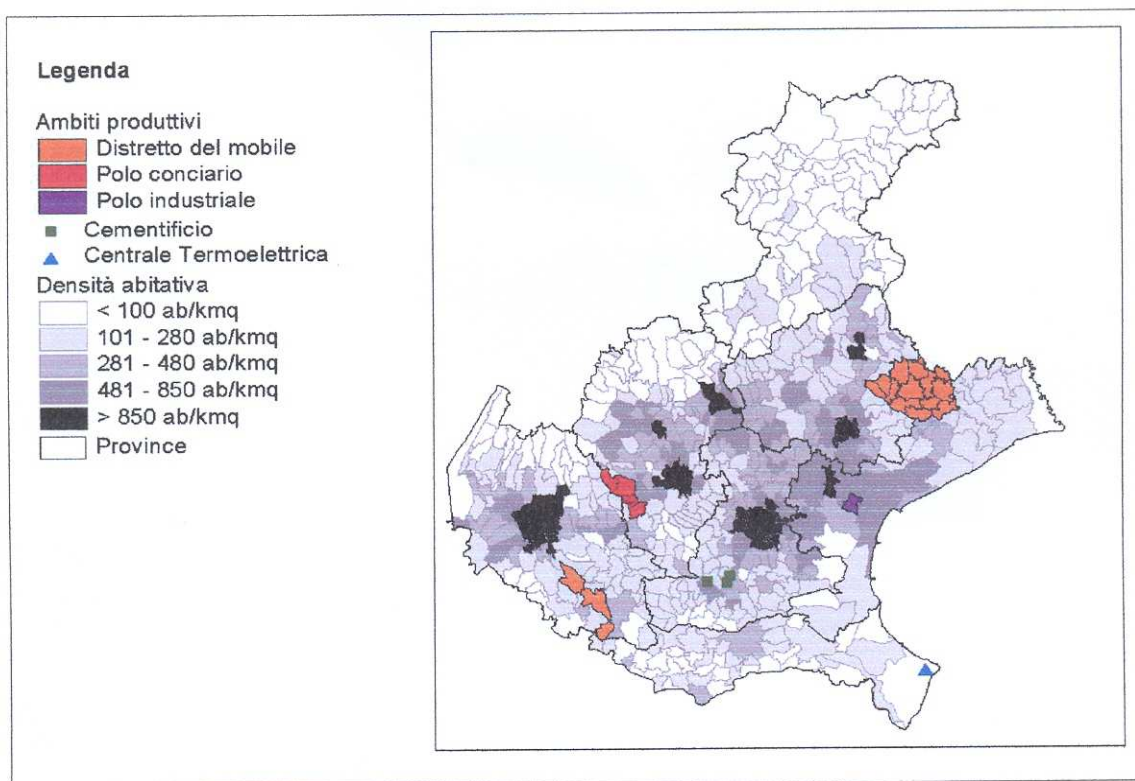 Legenda
Ambiti produttivi
Distretto del mobile
Polo conciario
Polo industriale
Cementificio
Centrale Termoelettrica
Densità abitativa
< 100 ab/kmq
101 - 280 ab/kmq
281 - 480 ab/kmq
481 - 850 ab/kmq
> 850 ab/kmq
Province